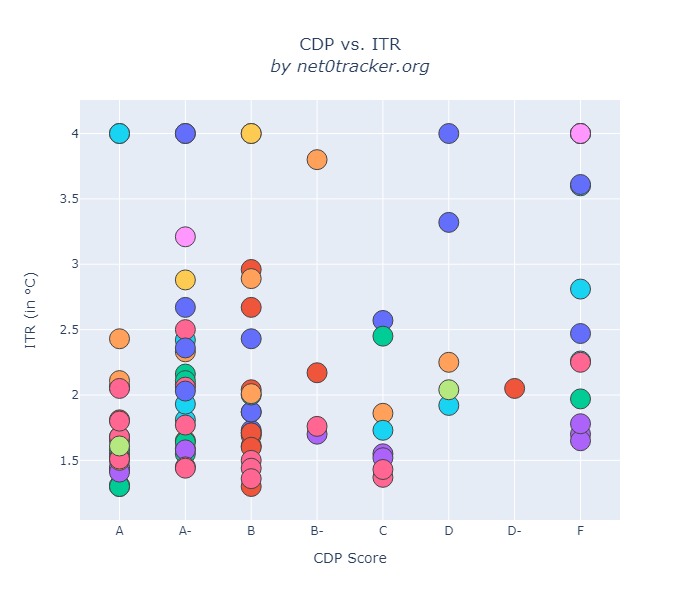 CDP vs. ITR
by net0tracker.org
4
3.5
3
2.5
2
1.5
ITR (in °C)
A A- B B- C D D- F
CDP Score